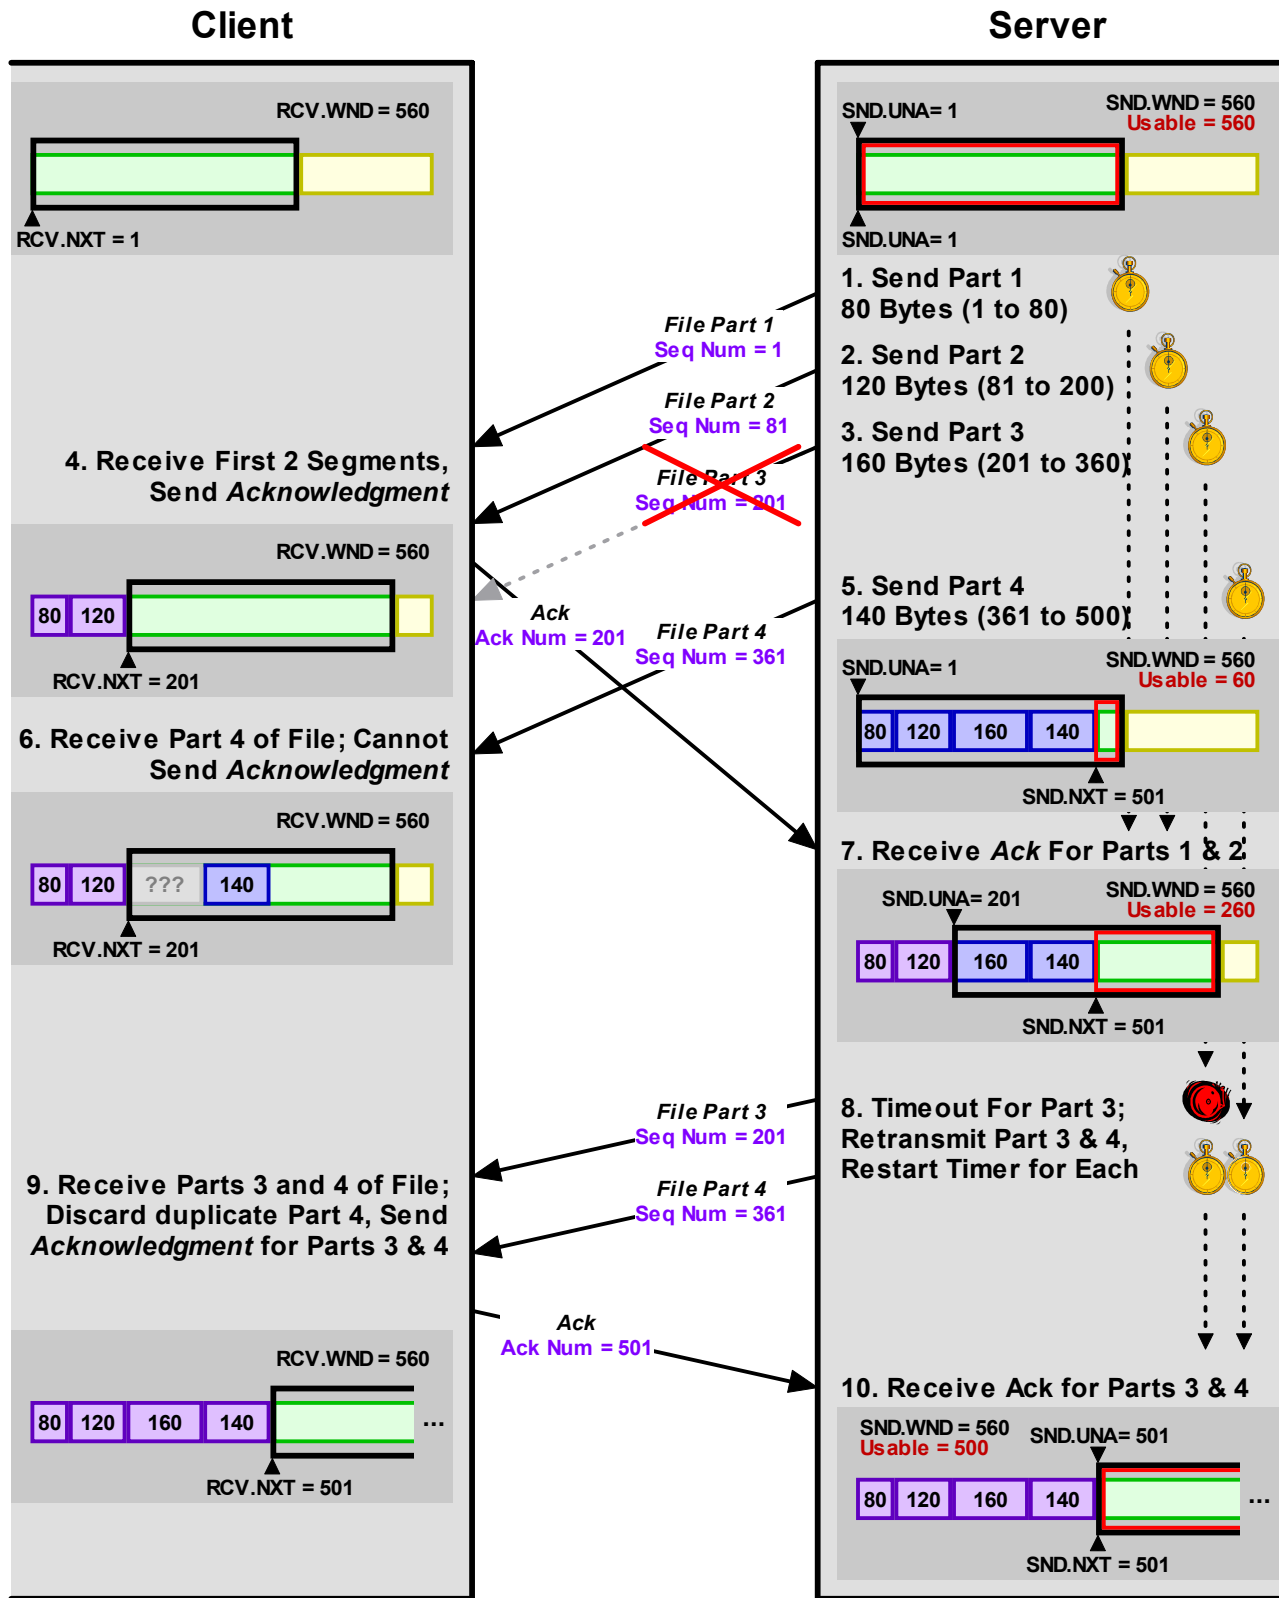 Client
Server
RCV.WND = 560
RCV.NXT = 1
SND.UNA= 1
SND.WND = 560
Usable = 560
SND.UNA= 1
1. Send Part 1
80 Bytes (1 to 80)
File Part 1
Seq Num = 1
2. Send Part 2
120 Bytes (81 to 200)
File Part 2
Seq Num = 81
3. Send Part 3
160 Bytes (201 to 360)
File Part 3
Seq Num = 201
4. Receive First 2 Segments,
Send Acknowledgment
RCV.WND = 560
80 120
RCV.NXT = 201
Ack
Ack Num = 201
5. Send Part 4
140 Bytes (361 to 500)
File Part 4
Seq Num = 361
SND.UNA= 1
SND.WND = 560
Usable = 60
80 120 160 140
SND.NXT = 501
6. Receive Part 4 of File; Cannot
Send Acknowledgment
RCV.WND = 560
80 120 ??? 140
RCV.NXT = 201
7. Receive Ack For Parts 1 & 2
SND.UNA= 201
SND.WND = 560
Usable = 260
80 120 160 140
SND.NXT = 501
8. Timeout For Part 3;
Retransmit Part 3 & 4,
Restart Timer for Each
File Part 3
Seq Num = 201
File Part 4
Seq Num = 361
9. Receive Parts 3 and 4 of File;
Discard duplicate Part 4, Send
Acknowledgment for Parts 3 & 4
Ack
Ack Num = 501
RCV.WND = 560
80 120 160 140 ...
RCV.NXT = 501
10. Receive Ack for Parts 3 & 4
SND.WND = 560
Usable = 500
SND.UNA= 501
80 120 160 140 ...
SND.NXT = 501